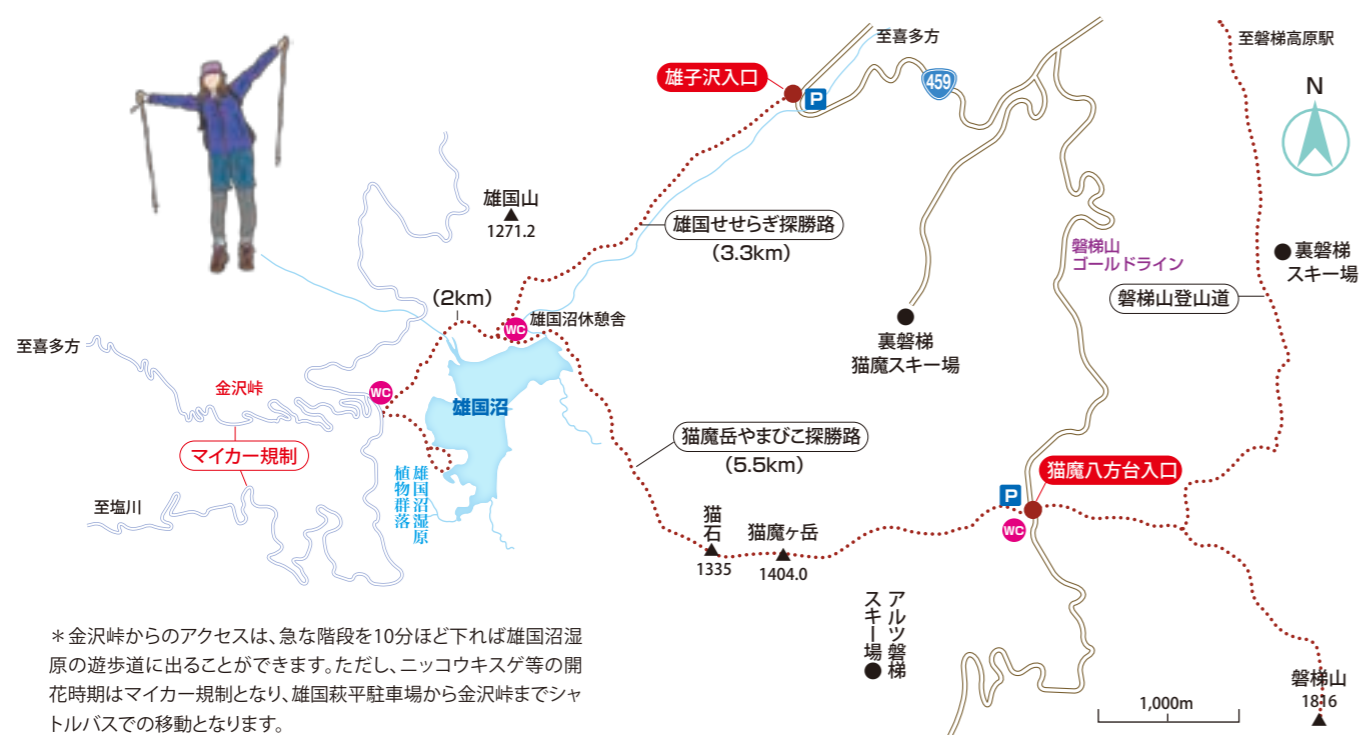 至喜多方
至磐梯高原駅
雄子沢入口
P
459
N
雄国山
1271.2
雄国せせらぎ探勝路
(3.3km)
磐梯山
ゴールドライン
裏磐梯
スキー場
磐梯山登山道
(2km)
WC
雄国沼休憩舎
裏磐梯
猫魔スキー場
至喜多方
金沢峠
WC
雄国沼
マイカー規制
猫魔岳やまびこ探勝路
(5.5km)
猫魔八方台入口
P
WC
雄国沼湿原
植物群落
至塩川
猫石
1335
猫魔ヶ岳
1404.0
アルツ磐梯
スキー場
磐梯山
1816
1,000m
＊金沢峠からのアクセスは、急な階段を10分ほど下れば雄国沼湿
原の遊歩道に出ることができます。ただし、ニッコウキスゲ等の開
花時期はマイカー規制となり、雄国萩平駐車場から金沢峠までシャ
トルバスでの移動となります。